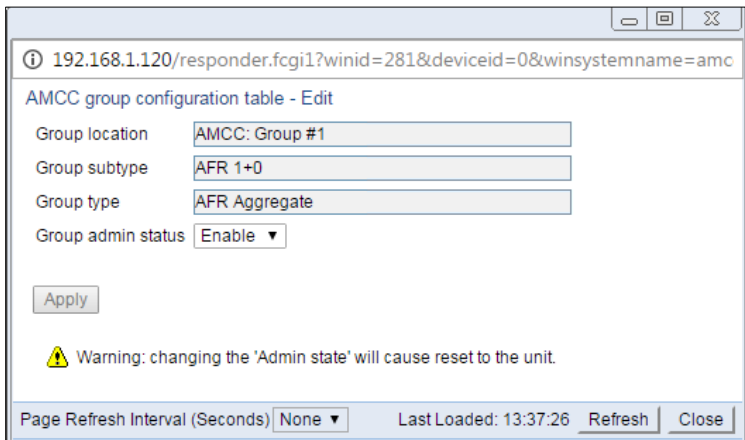 192.168.1.120/responder.fcgi1?winid=281&deviceid=0&winsystemname=amc
AMCC group configuration table - Edit
Group location AMCC: Group #1
Group subtype AFR 1+0
Group type AFR Aggregate
Group admin status Enable
Apply
Warning: changing the 'Admin state' will cause reset to the unit.
Page Refresh Interval (Seconds) None Last Loaded: 13:37:26 Refresh Close